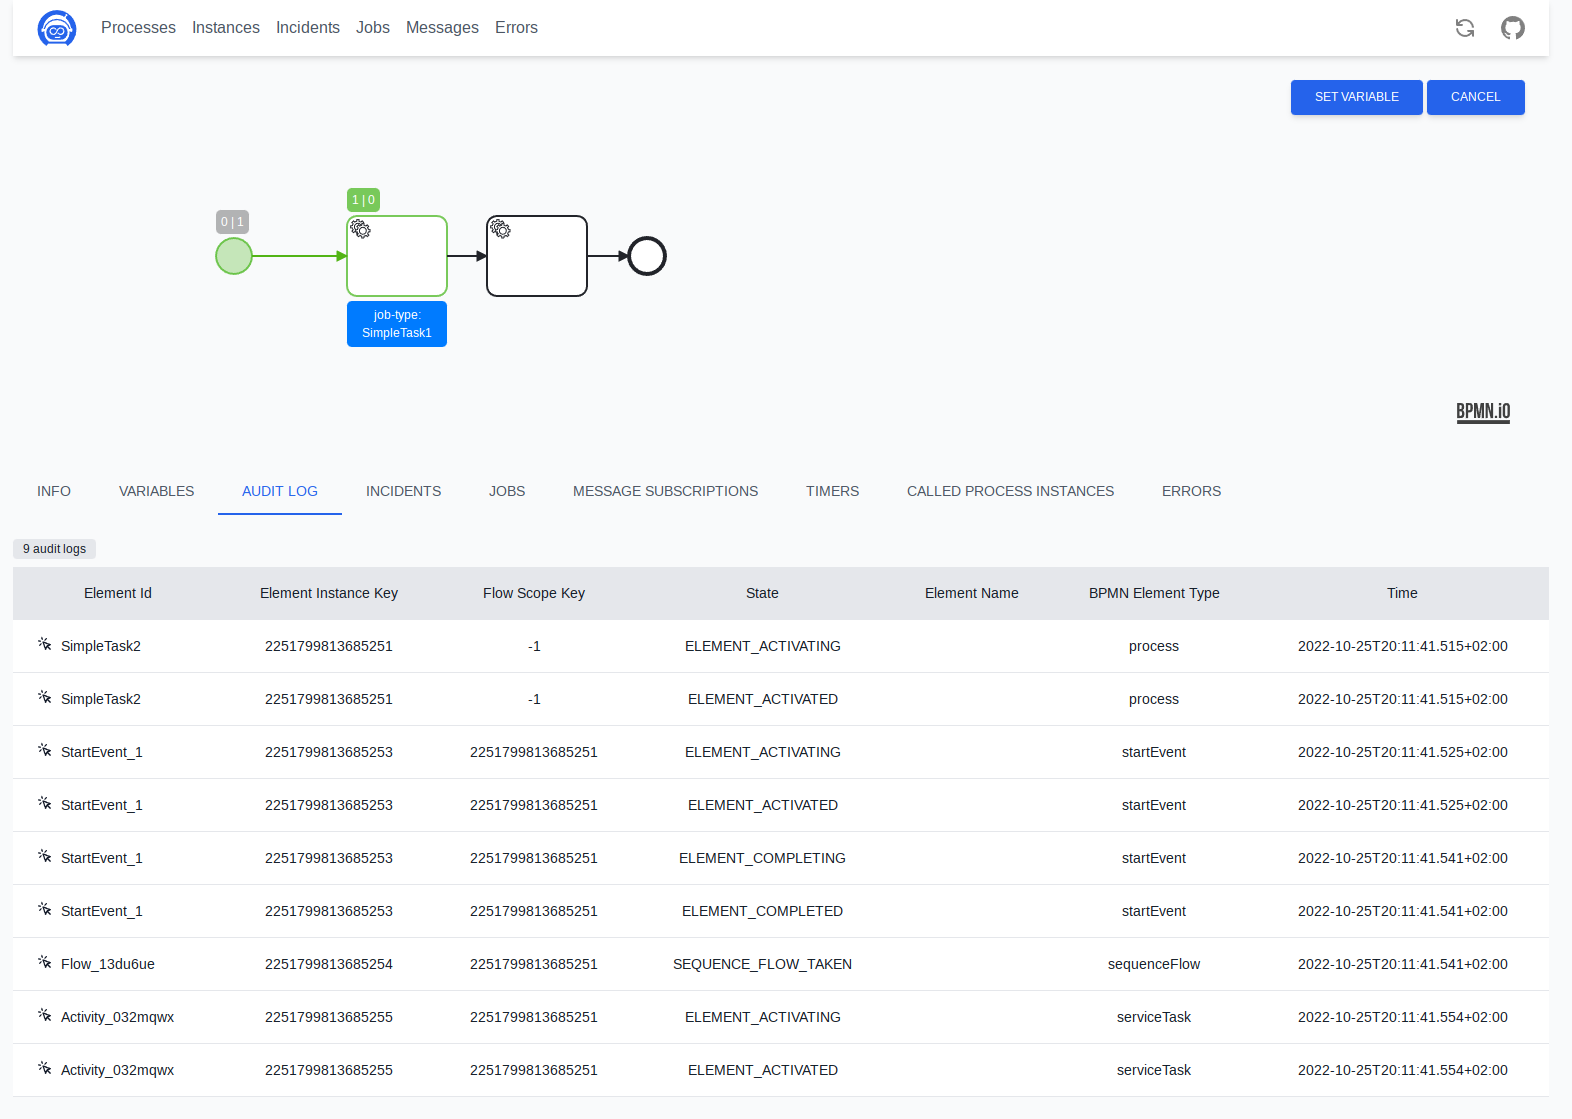 Processes Instances Incidents Jobs Messages Errors
SET VARIABLE CANCEL
1 | 0
0 | 1
job-type:
SimpleTask1
BPMN.iO
INFO VARIABLES AUDIT LOG INCIDENTS JOBS MESSAGE SUBSCRIPTIONS TIMERS CALLED PROCESS INSTANCES ERRORS
9 audit logs
Element Id Element Instance Key Flow Scope Key State Element Name BPMN Element Type Time
SimpleTask2 2251799813685251 -1 ELEMENT_ACTIVATING process 2022-10-25T20:11:41.515+02:00
SimpleTask2 2251799813685251 -1 ELEMENT_ACTIVATED process 2022-10-25T20:11:41.515+02:00
StartEvent_1 2251799813685253 2251799813685251 ELEMENT_ACTIVATING startEvent 2022-10-25T20:11:41.525+02:00
StartEvent_1 2251799813685253 2251799813685251 ELEMENT_ACTIVATED startEvent 2022-10-25T20:11:41.525+02:00
StartEvent_1 2251799813685253 2251799813685251 ELEMENT_COMPLETING startEvent 2022-10-25T20:11:41.541+02:00
StartEvent_1 2251799813685253 2251799813685251 ELEMENT_COMPLETED startEvent 2022-10-25T20:11:41.541+02:00
Flow_13du6ue 2251799813685254 2251799813685251 SEQUENCE_FLOW_TAKEN sequenceFlow 2022-10-25T20:11:41.541+02:00
Activity_032mqwx 2251799813685255 2251799813685251 ELEMENT_ACTIVATING serviceTask 2022-10-25T20:11:41.554+02:00
Activity_032mqwx 2251799813685255 2251799813685251 ELEMENT_ACTIVATED serviceTask 2022-10-25T20:11:41.554+02:00